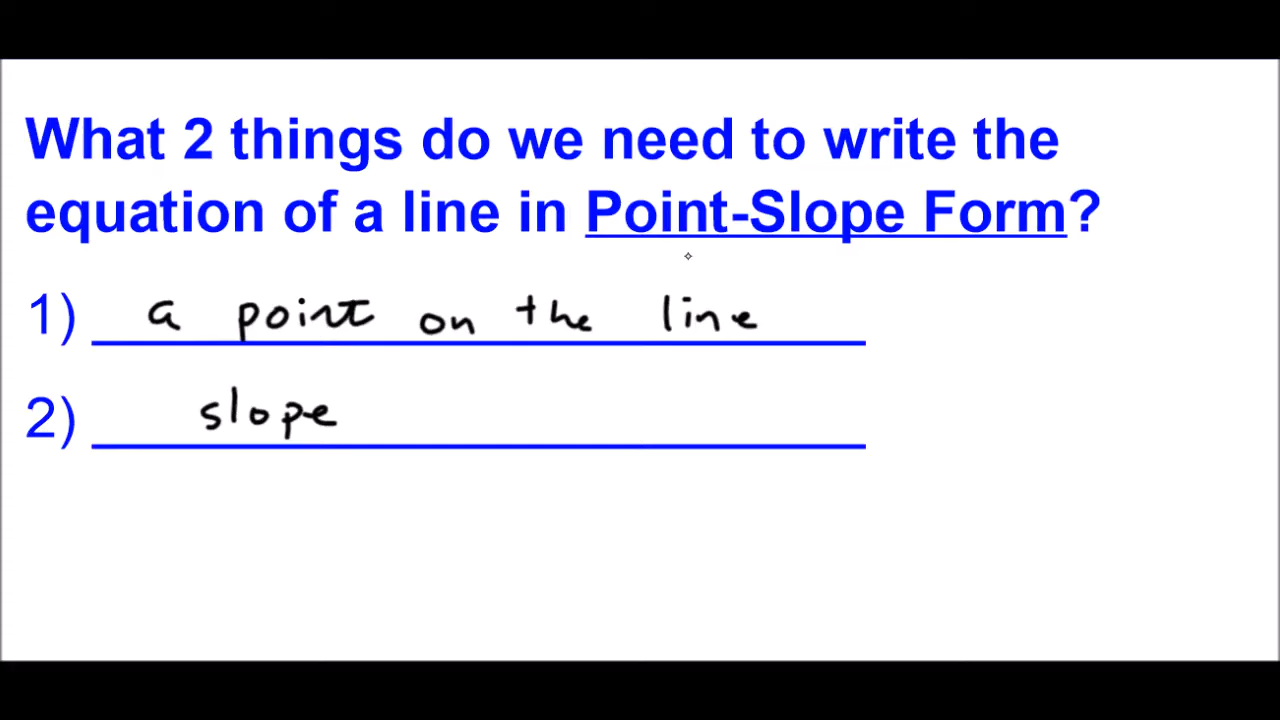 What 2 things do we need to write the
equation of a line in Point-Slope Form?
1) a point on the line
2) slope